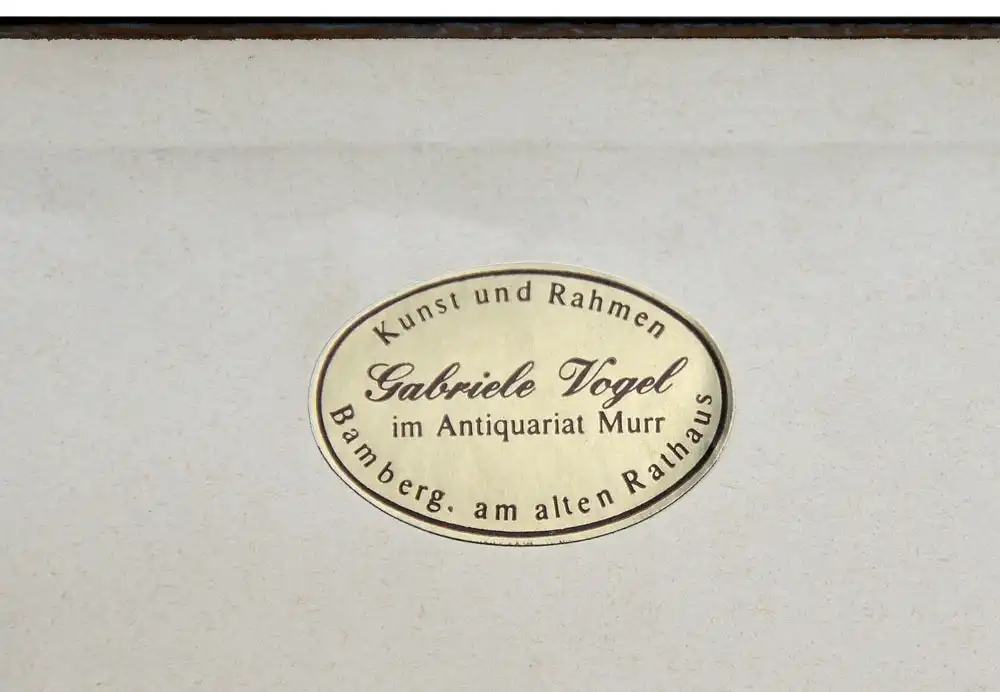 Kunst und Rahmen
Gabriele Vogel
im Antiquariat Murr
Bamberg, am alten Rathaus